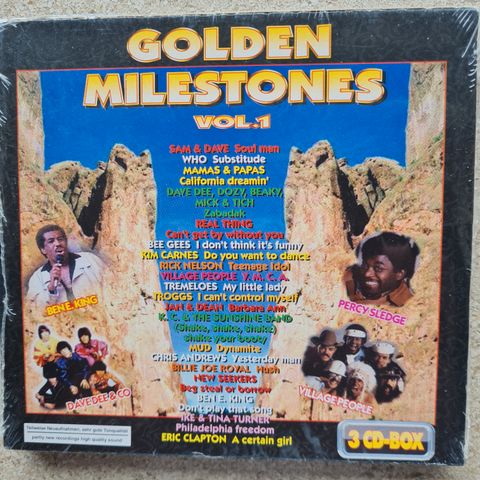 GOLDEN
MILESTONES
VOL.1
SAM & DAVE Soul man
WHO Substitude
MAMAS & PAPAS
California dreamin'
DAVE DEE, DOZY, BEAKY,
MICK & TICH
Zabadak
REAL THING
Can't get by without you
BEE GEES I don't think it's funny
KIM CARNES Do you want to dance
RICK NELSON Teenage idol
VILLAGE PEOPLE Y. M. C. A.
TREMELOES My little lady
TROGGS I can't control myself
JAN & DEAN Barbara Ann
K. C. & THE SUNSHINE BAND
(Shake, shake, shake)
shake your booty
MUD Dynamite
CHRIS ANDREWS Yesterday man
BILLIE JOE ROYAL Hush
NEW SEEKERS
Beg steal or borrow
BEN E. KING
Don't play that song
IKE & TINA TURNER
Philadelphia freedom
ERIC CLAPTON A certain girl
BEN E. KING
PERCY SLEDGE
DAVE DEE & CO
VILLAGE PEOPLE
Teilweise Neuaufnahmen, sehr gute Tonqualität
partly new recordings high quality sound
3 CD-BOX